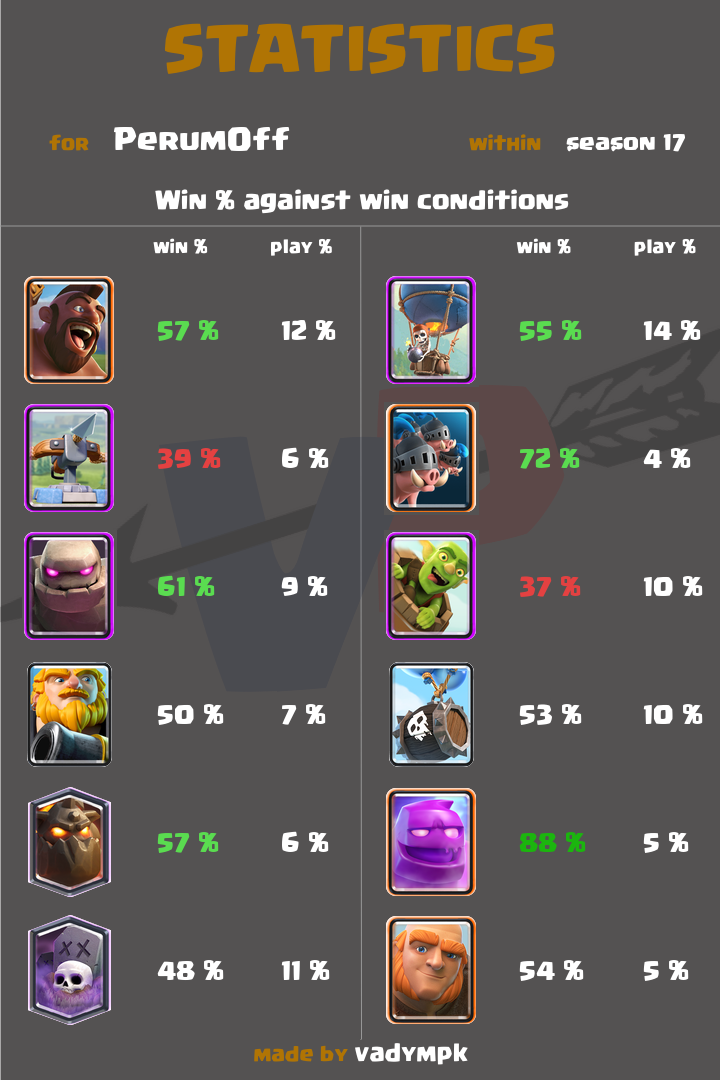 STATISTICS
for PerumOff within season 17
Win % against win conditions
win % play % win % play %
57 % 12 % 55 % 14 %
39 % 6 % 72 % 4 %
61 % 9 % 37 % 10 %
50 % 7 % 53 % 10 %
57 % 6 % 88 % 5 %
48 % 11 % 54 % 5 %
made by vadympk